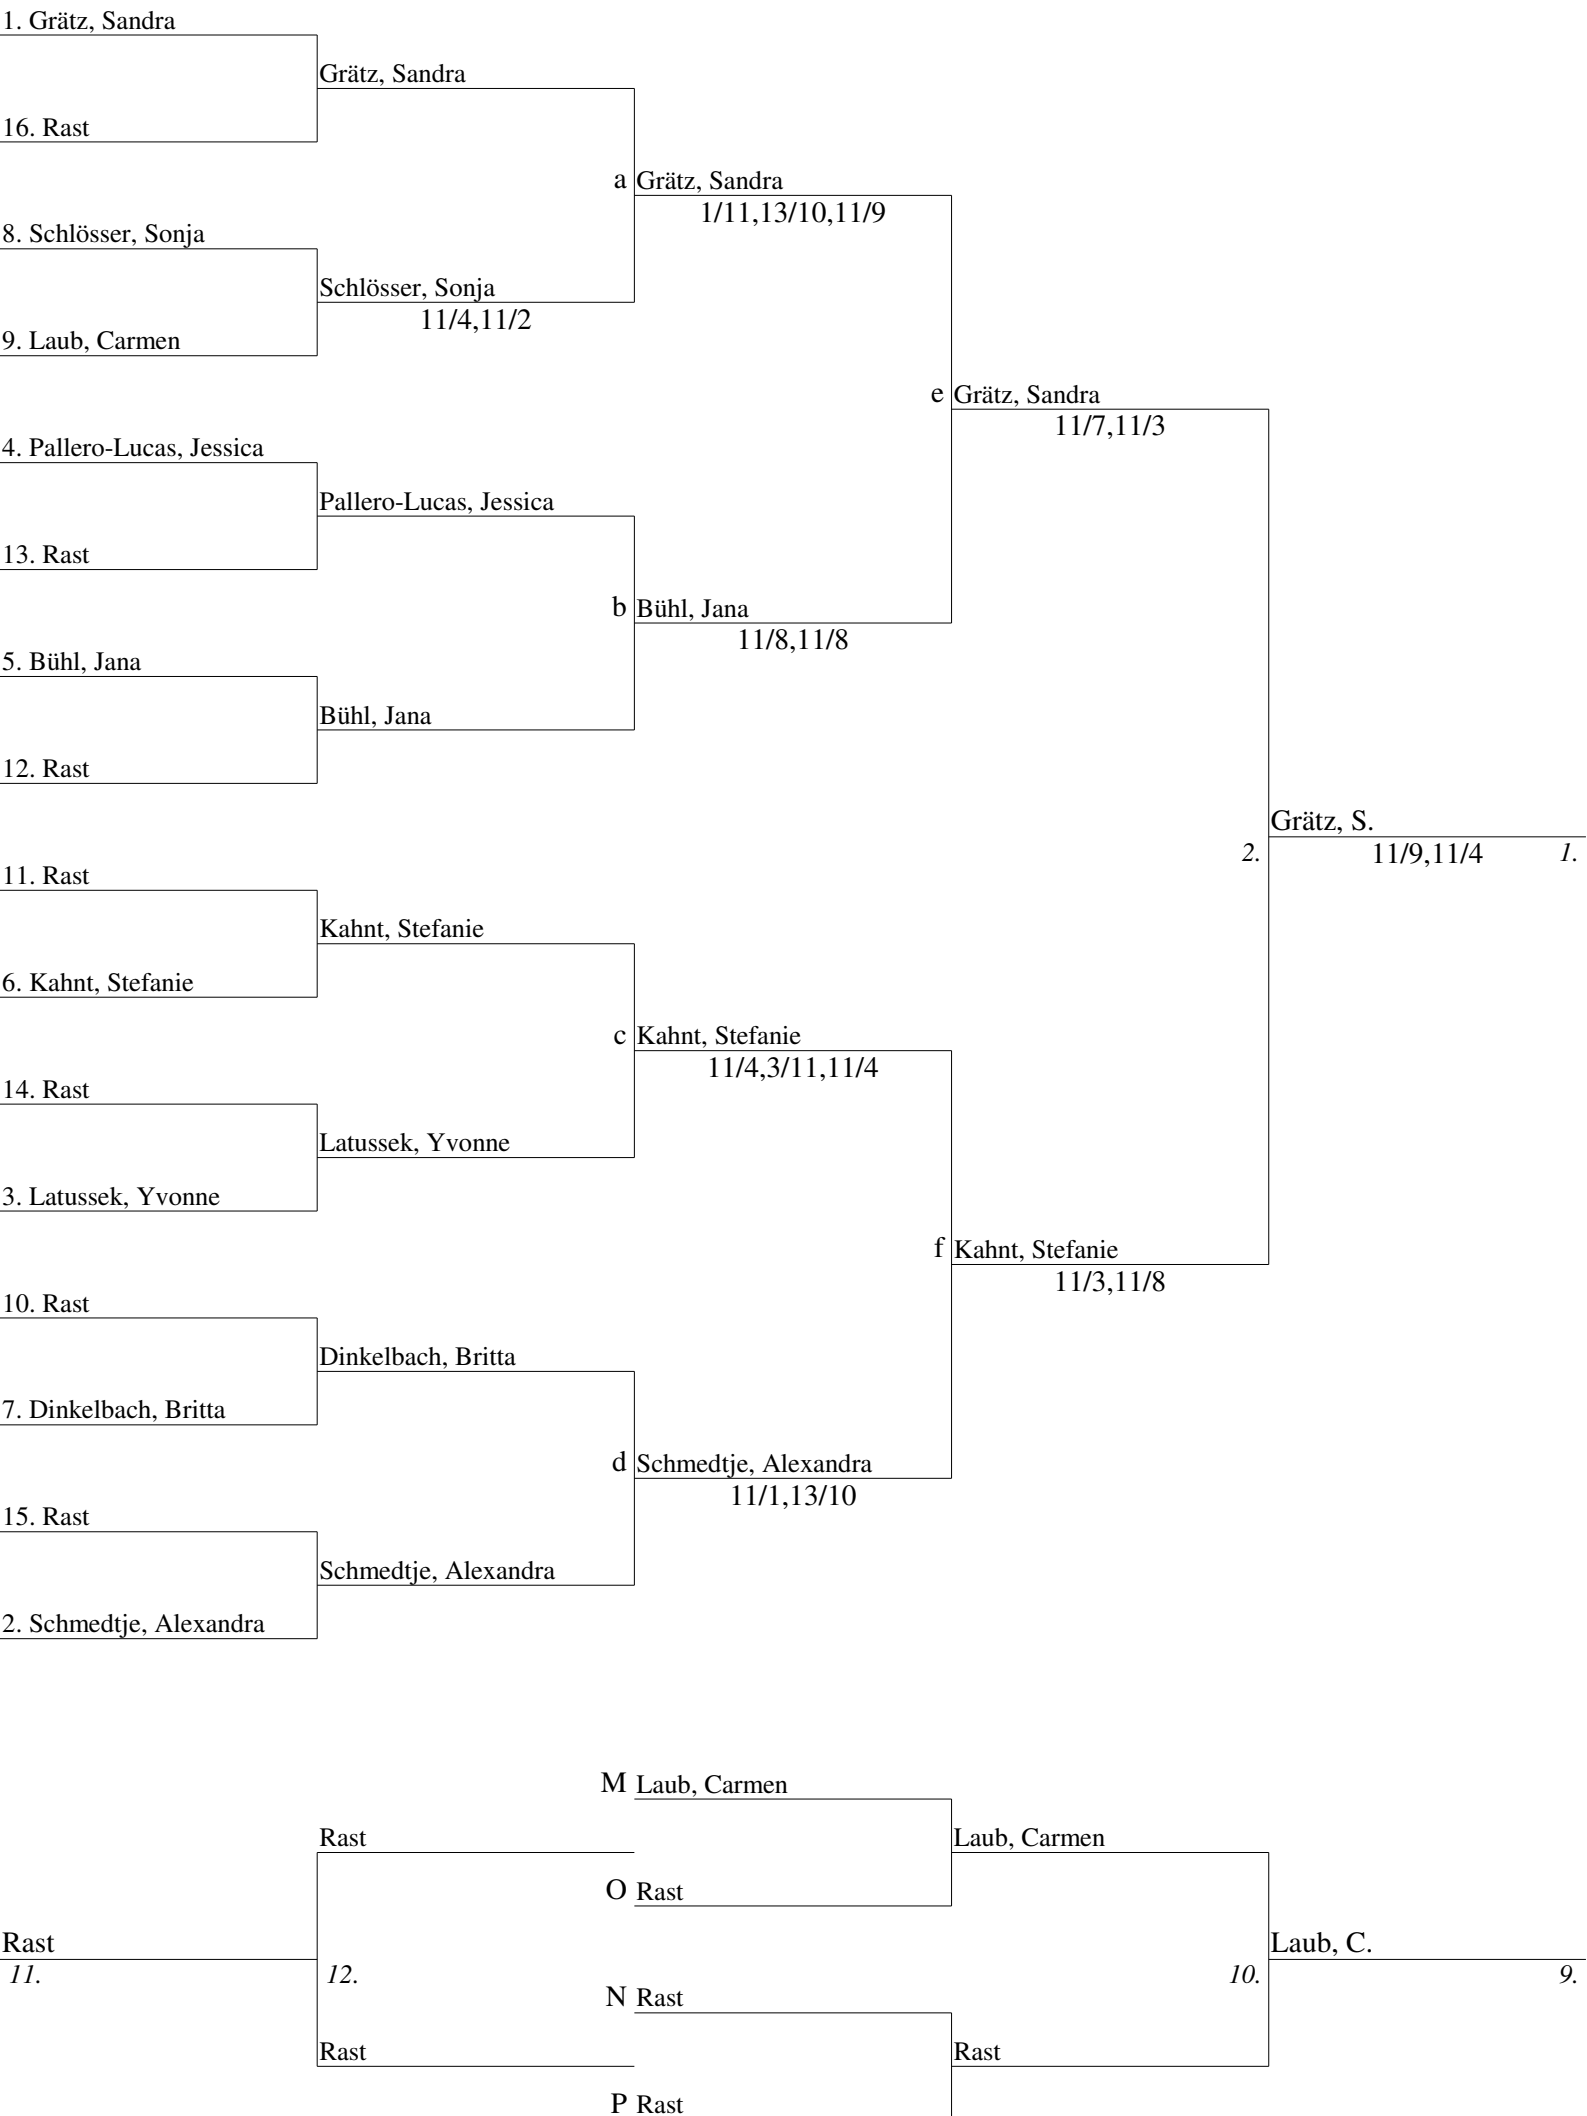 1. Grätz, Sandra
Grätz, Sandra
16. Rast
a Grätz, Sandra
1/11,13/10,11/9
8. Schlösser, Sonja
Schlösser, Sonja
11/4,11/2
9. Laub, Carmen
e Grätz, Sandra
11/7,11/3
4. Pallero-Lucas, Jessica
Pallero-Lucas, Jessica
13. Rast
b Bühl, Jana
11/8,11/8
5. Bühl, Jana
Bühl, Jana
12. Rast
Grätz, S.
2. 11/9,11/4 1.
11. Rast
Kahnt, Stefanie
6. Kahnt, Stefanie
c Kahnt, Stefanie
11/4,3/11,11/4
14. Rast
Latussek, Yvonne
3. Latussek, Yvonne
f Kahnt, Stefanie
11/3,11/8
10. Rast
Dinkelbach, Britta
7. Dinkelbach, Britta
d Schmedtje, Alexandra
11/1,13/10
15. Rast
Schmedtje, Alexandra
2. Schmedtje, Alexandra
M Laub, Carmen
Rast Laub, Carmen
O Rast
Rast Laub, C.
11. 12. 10. 9.
N Rast
Rast Rast
P Rast